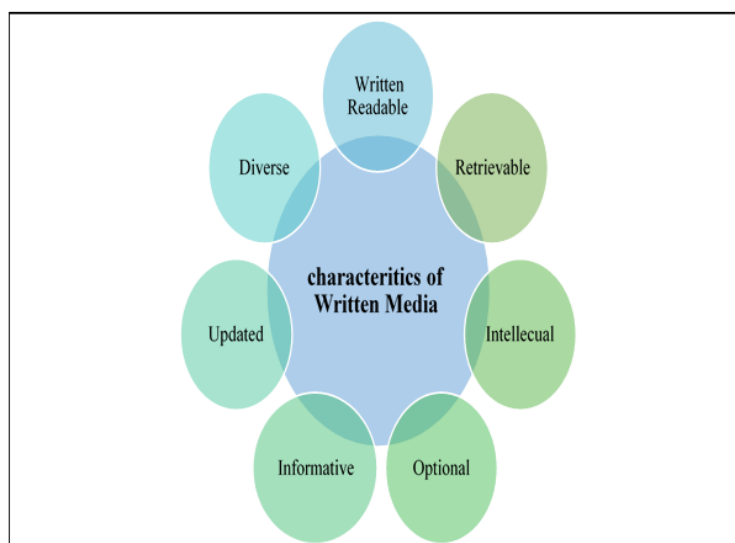 Written
Readable
Diverse
Retrievable
characteritics of
Written Media
Updated
Intellecual
Informative
Optional